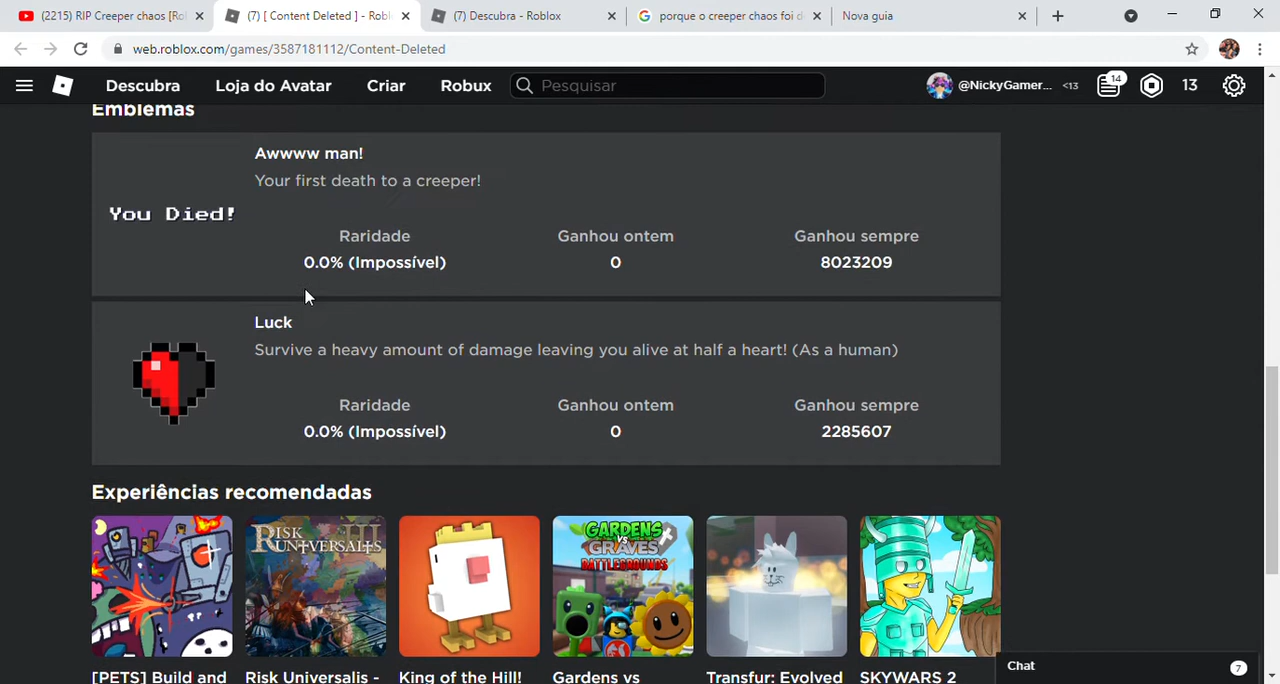 (2215) RIP Creeper chaos [Ro
(7) [ Content Deleted ] - Robl
(7) Descubra - Roblox
porque o creeper chaos foi d
Nova guia
web.roblox.com/games/3587181112/Content-Deleted
Descubra
Loja do Avatar
Criar
Robux
Pesquisar
@NickyGamer...
<13
14
13
Emblemas
Awwww man!
Your first death to a creeper!
You Died!
Raridade
Ganhou ontem
Ganhou sempre
0.0% (Impossível)
0
8023209
Luck
Survive a heavy amount of damage leaving you alive at half a heart! (As a human)
Raridade
Ganhou ontem
Ganhou sempre
0.0% (Impossível)
0
2285607
Experiências recomendadas
RISK
UNIVERSALIS
III
GARDENS
VS
GRAVES
BATTLEGROUNDS
[PETS] Build and
Risk Universalis -
King of the Hill!
Gardens vs
Transfur: Evolved
SKYWARS 2
Chat
7